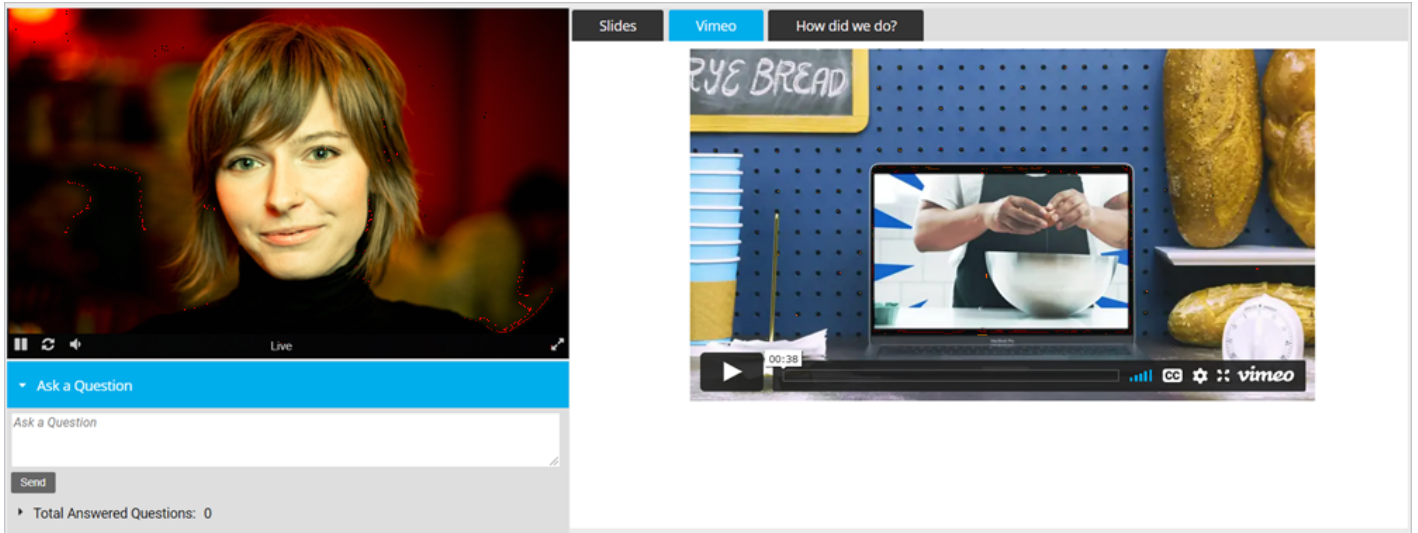 Slides
Vimeo
How did we do?
RYE BREAD
Live
00:38
CC
vimeo
Ask a Question
Ask a Question
Send
Total Answered Questions: 0